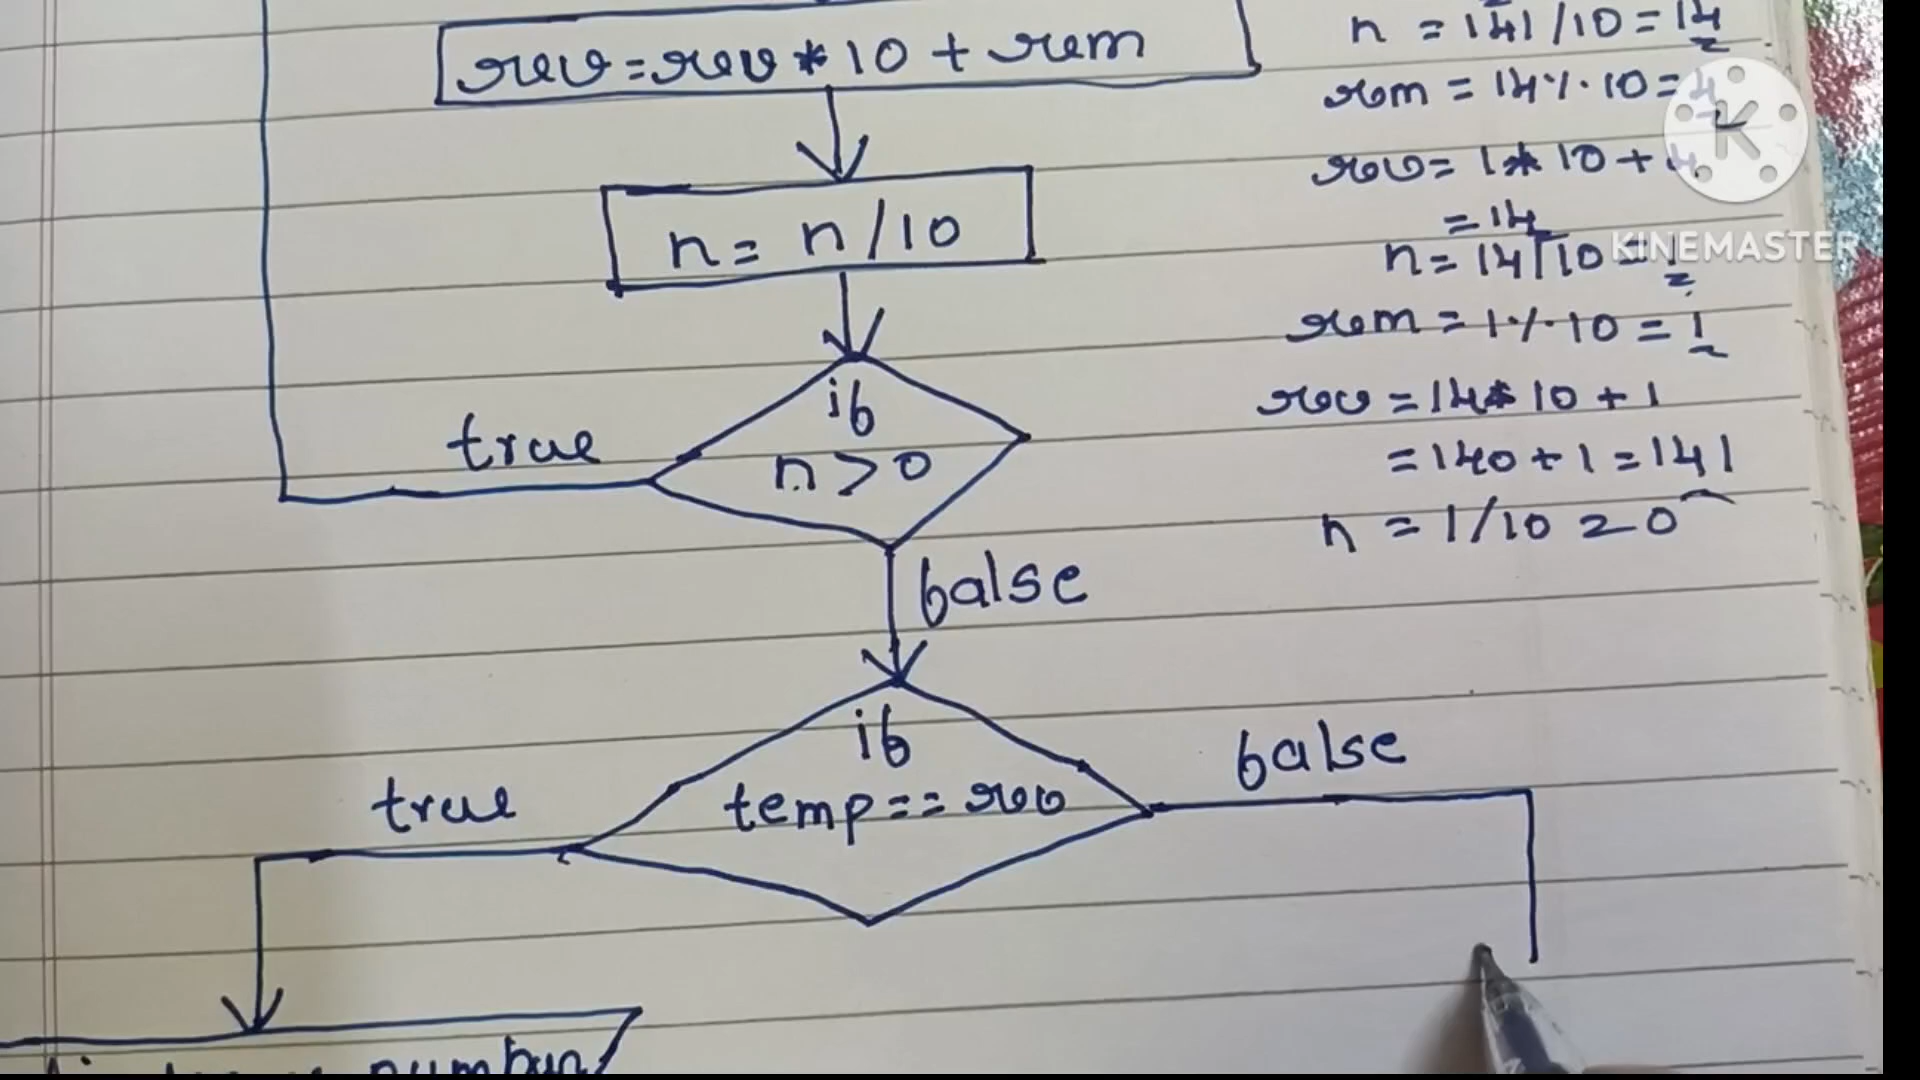 rev=rev*10+rem
n=n/10
if
n>0
true
false
if
temp==rev
true
false
number
n=141/10=14
rem=14%10=4
rev=1*10+4
=14
n=14/10=1
rem=1%10=1
rev=14*10+1
=140+1=141
n=1/10=0
KINEMASTER